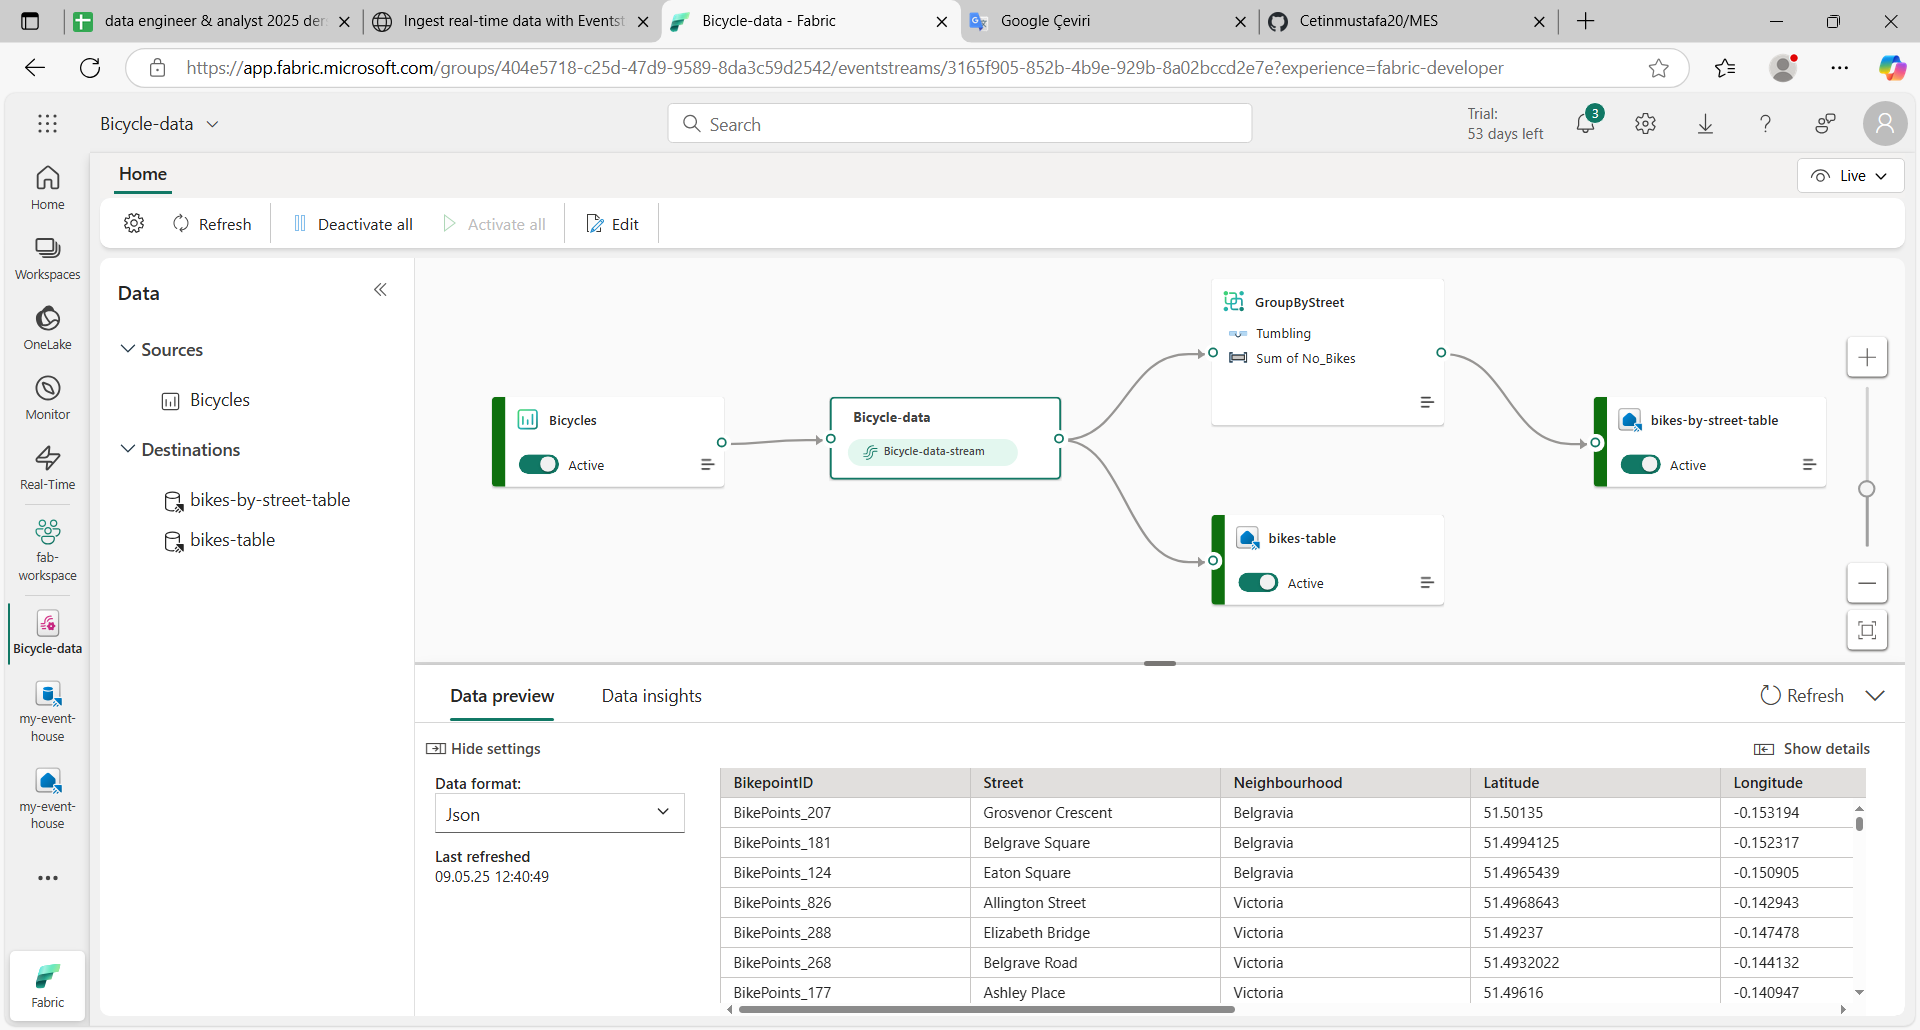 data engineer & analyst 2025 der
Ingest real-time data with Eventst
Bicycle-data - Fabric
Google Çeviri
Cetinmustafa20/MES
https://app.fabric.microsoft.com/groups/404e5718-c25d-47d9-9589-8da3c59d2542/eventstreams/3165f905-852b-4b9e-929b-8a02bccd2e7e?experience=fabric-developer
Bicycle-data
Search
Trial:
53 days left
3
Home
Live
Refresh
Deactivate all
Activate all
Edit
Home
Workspaces
OneLake
Monitor
Real-Time
fab-
workspace
Bicycle-data
my-event-
house
my-event-
house
Fabric
Data
Sources
Bicycles
Destinations
bikes-by-street-table
bikes-table
Bicycles
Active
Bicycle-data
Bicycle-data-stream
GroupByStreet
Tumbling
Sum of No_Bikes
bikes-by-street-table
Active
bikes-table
Active
Data preview
Data insights
Refresh
Hide settings
Show details
Data format:
Json
Last refreshed
09.05.25 12:40:49
BikepointID Street Neighbourhood Latitude Longitude
BikePoints_207 Grosvenor Crescent Belgravia 51.50135 -0.153194
BikePoints_181 Belgrave Square Belgravia 51.4994125 -0.152317
BikePoints_124 Eaton Square Belgravia 51.4965439 -0.150905
BikePoints_826 Allington Street Victoria 51.4968643 -0.142943
BikePoints_288 Elizabeth Bridge Victoria 51.49237 -0.147478
BikePoints_268 Belgrave Road Victoria 51.4932022 -0.144132
BikePoints_177 Ashley Place Victoria 51.49616 -0.140947